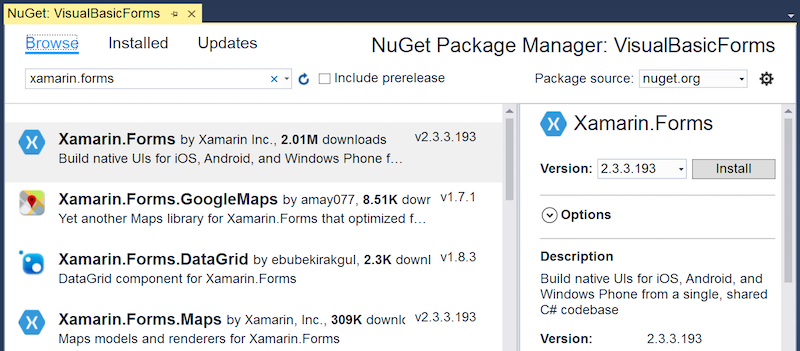 NuGet: VisualBasicForms
Browse Installed Updates
NuGet Package Manager: VisualBasicForms
xamarin.forms
Include prerelease
Package source: nuget.org
Xamarin.Forms by Xamarin Inc., 2.01M downloads v2.3.3.193
Build native UIs for iOS, Android, and Windows Phone f...
Xamarin.Forms.GoogleMaps by amay077, 8.51K dowr v1.7.1
Yet another Maps library for Xamarin.Forms that optimized f...
Xamarin.Forms.DataGrid by ebubekirakgul, 2.3K downl v1.8.3
DataGrid component for Xamarin.Forms
Xamarin.Forms.Maps by Xamarin, Inc., 309K downlc v2.3.3.193
Maps models and renderers for Xamarin.Forms
Xamarin.Forms
Version: 2.3.3.193 Install
Options
Description
Build native UIs for iOS, Android, and
Windows Phone from a single, shared
C# codebase
Version: 2.3.3.193